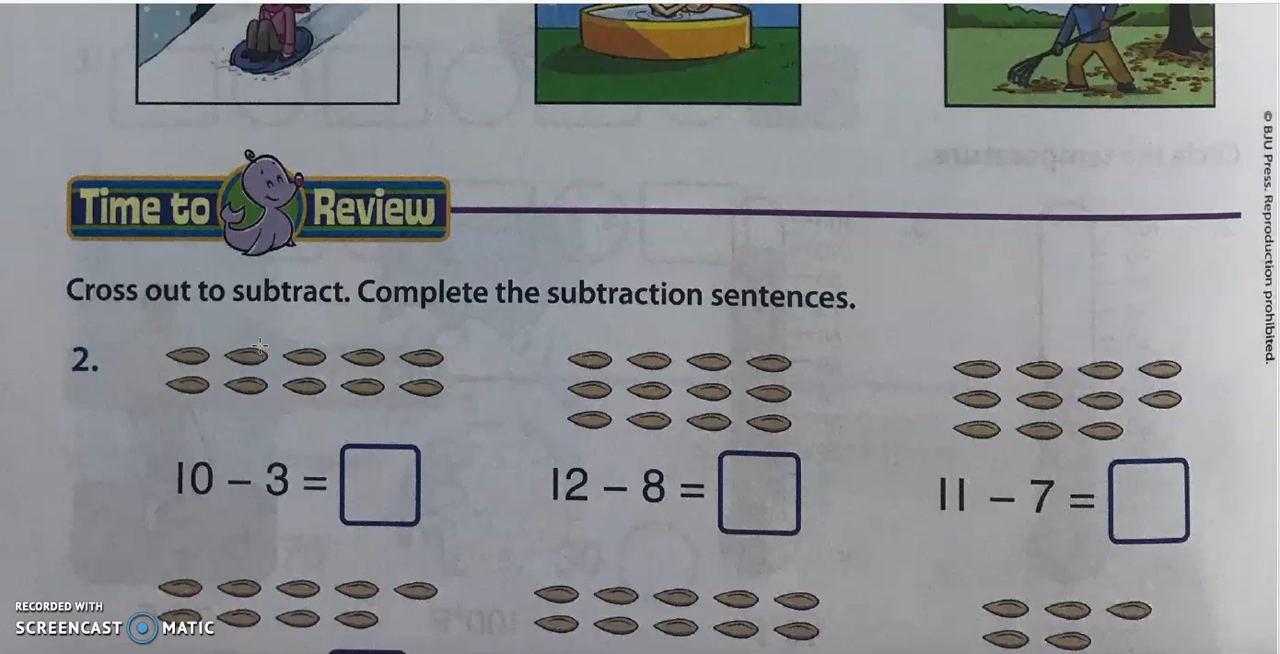 © BJU Press. Reproduction prohibited.
Time to Review
Cross out to subtract. Complete the subtraction sentences.
2.
10 – 3 =
12 – 8 =
11 – 7 =
RECORDED WITH
SCREENCAST MATIC